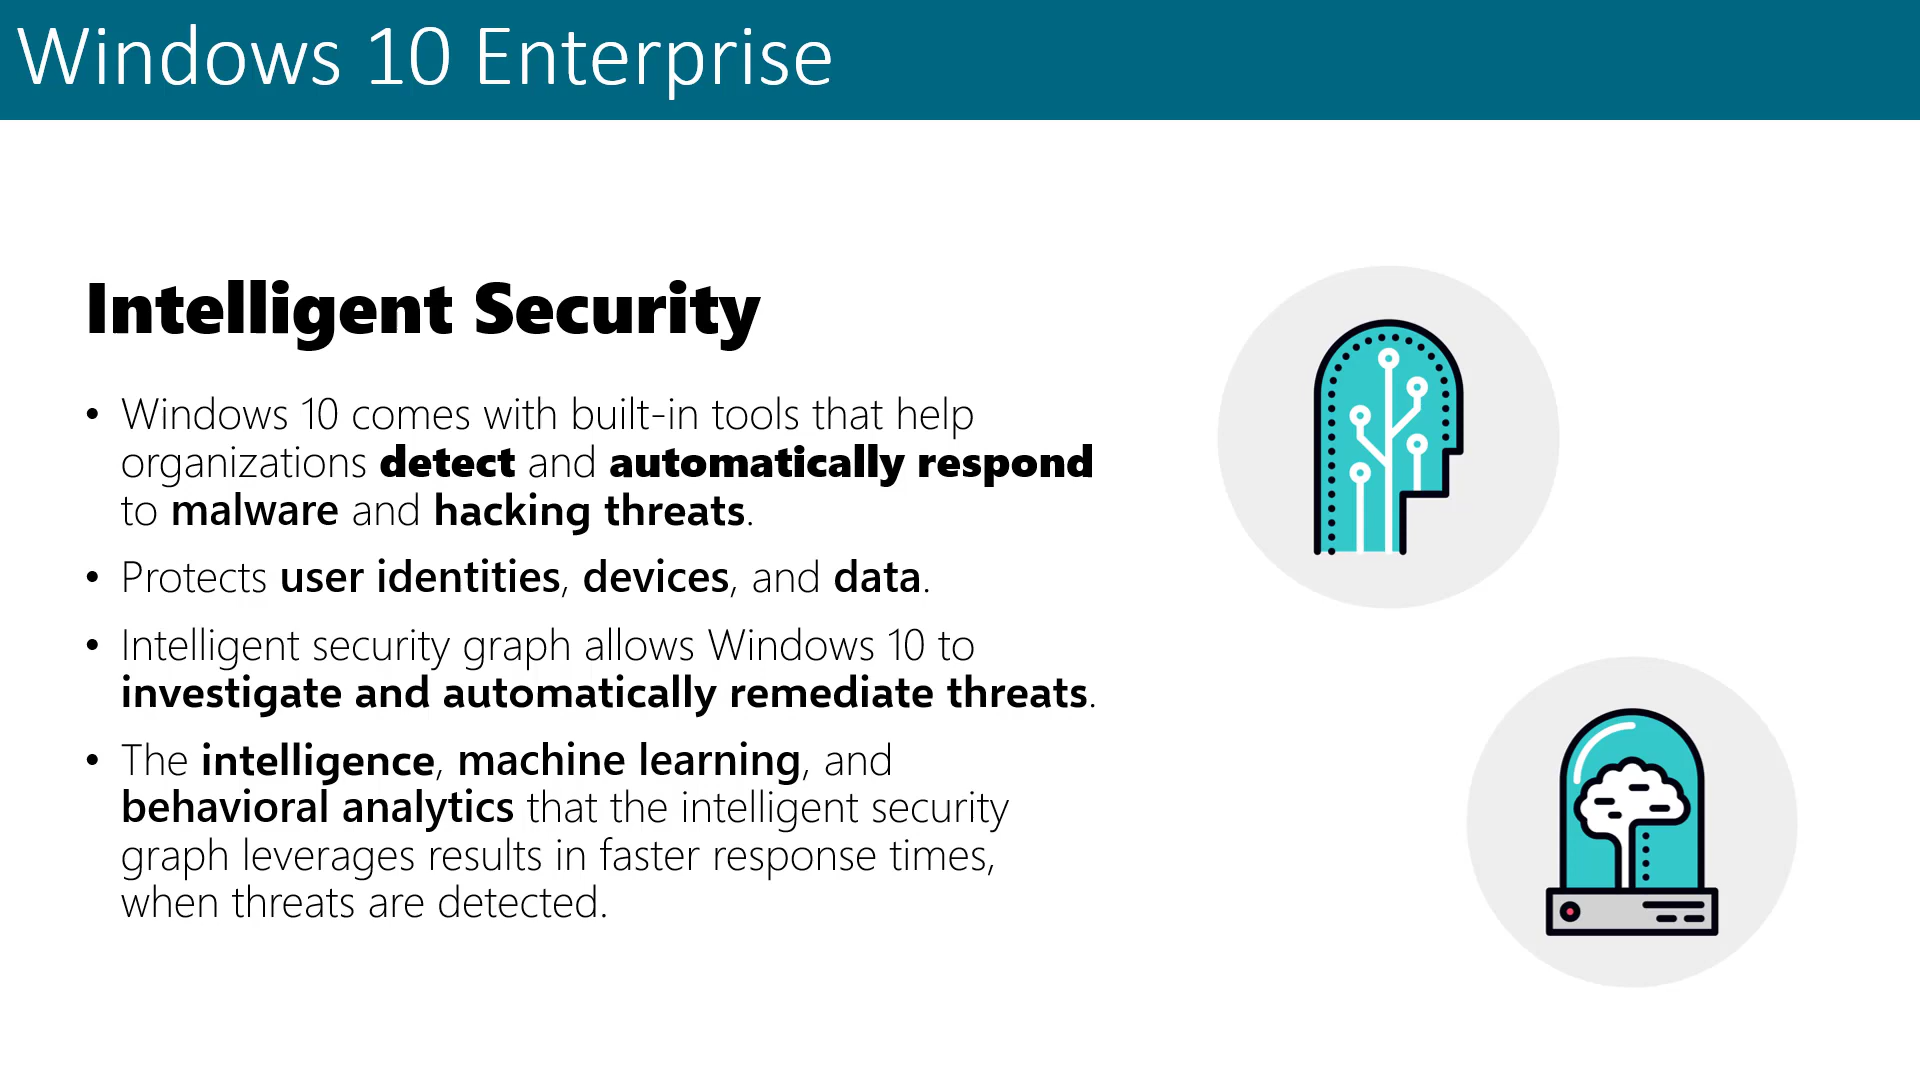 Windows 10 Enterprise
Intelligent Security
• Windows 10 comes with built-in tools that help
organizations detect and automatically respond
to malware and hacking threats.
• Protects user identities, devices, and data.
• Intelligent security graph allows Windows 10 to
investigate and automatically remediate threats.
• The intelligence, machine learning, and
behavioral analytics that the intelligent security
graph leverages results in faster response times,
when threats are detected.